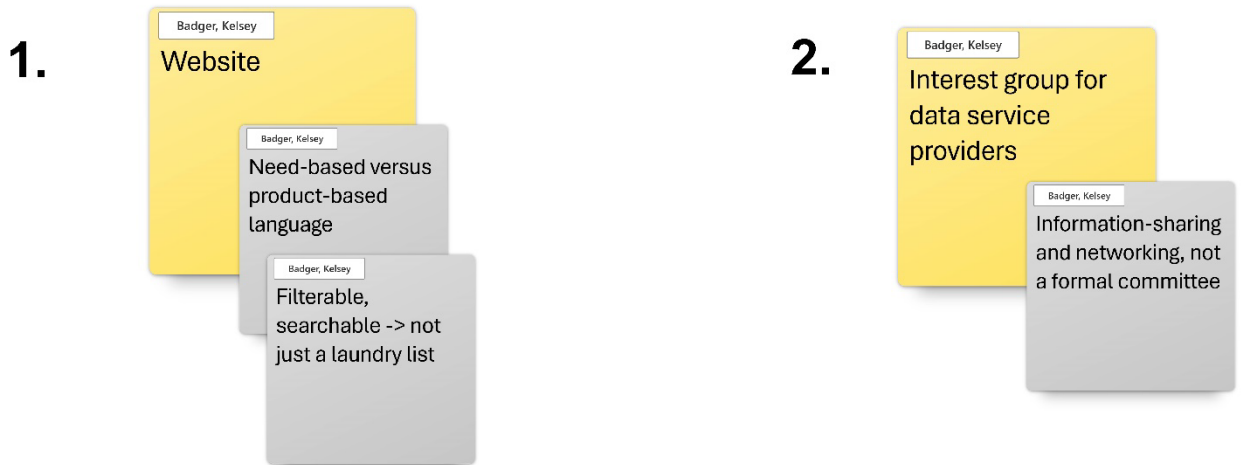 1.
Badger, Kelsey
Website
Badger, Kelsey
Need-based versus
product-based
language
Badger, Kelsey
Filterable,
searchable -> not
just a laundry list
2.
Badger, Kelsey
Interest group for
data service
providers
Badger, Kelsey
Information-sharing
and networking, not
a formal committee